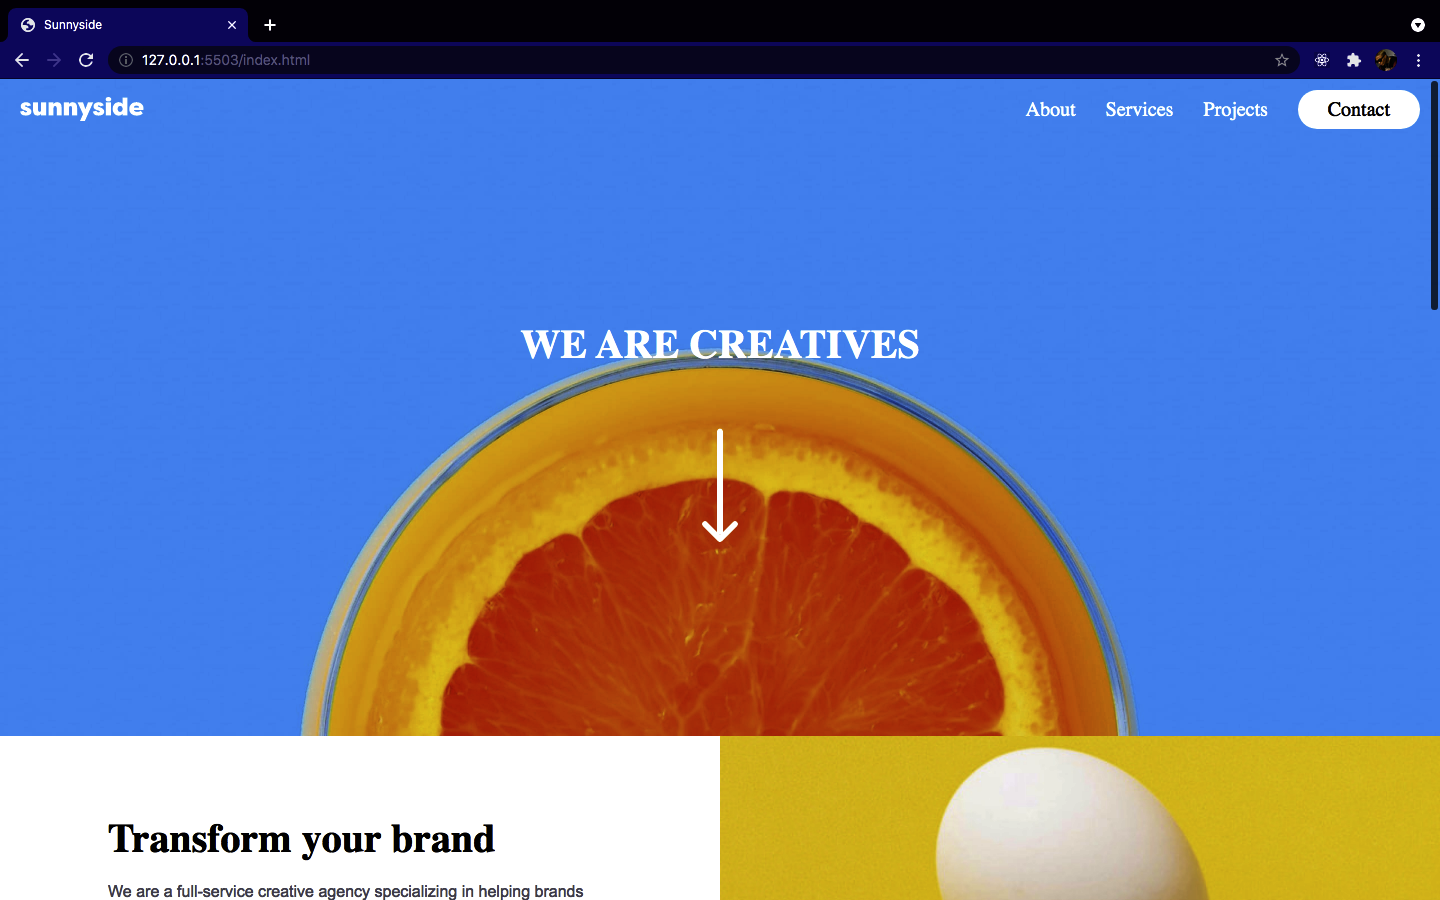 Sunnyside
127.0.0.1:5503/index.html
sunnyside
About Services Projects Contact
WE ARE CREATIVES
Transform your brand
We are a full-service creative agency specializing in helping brands